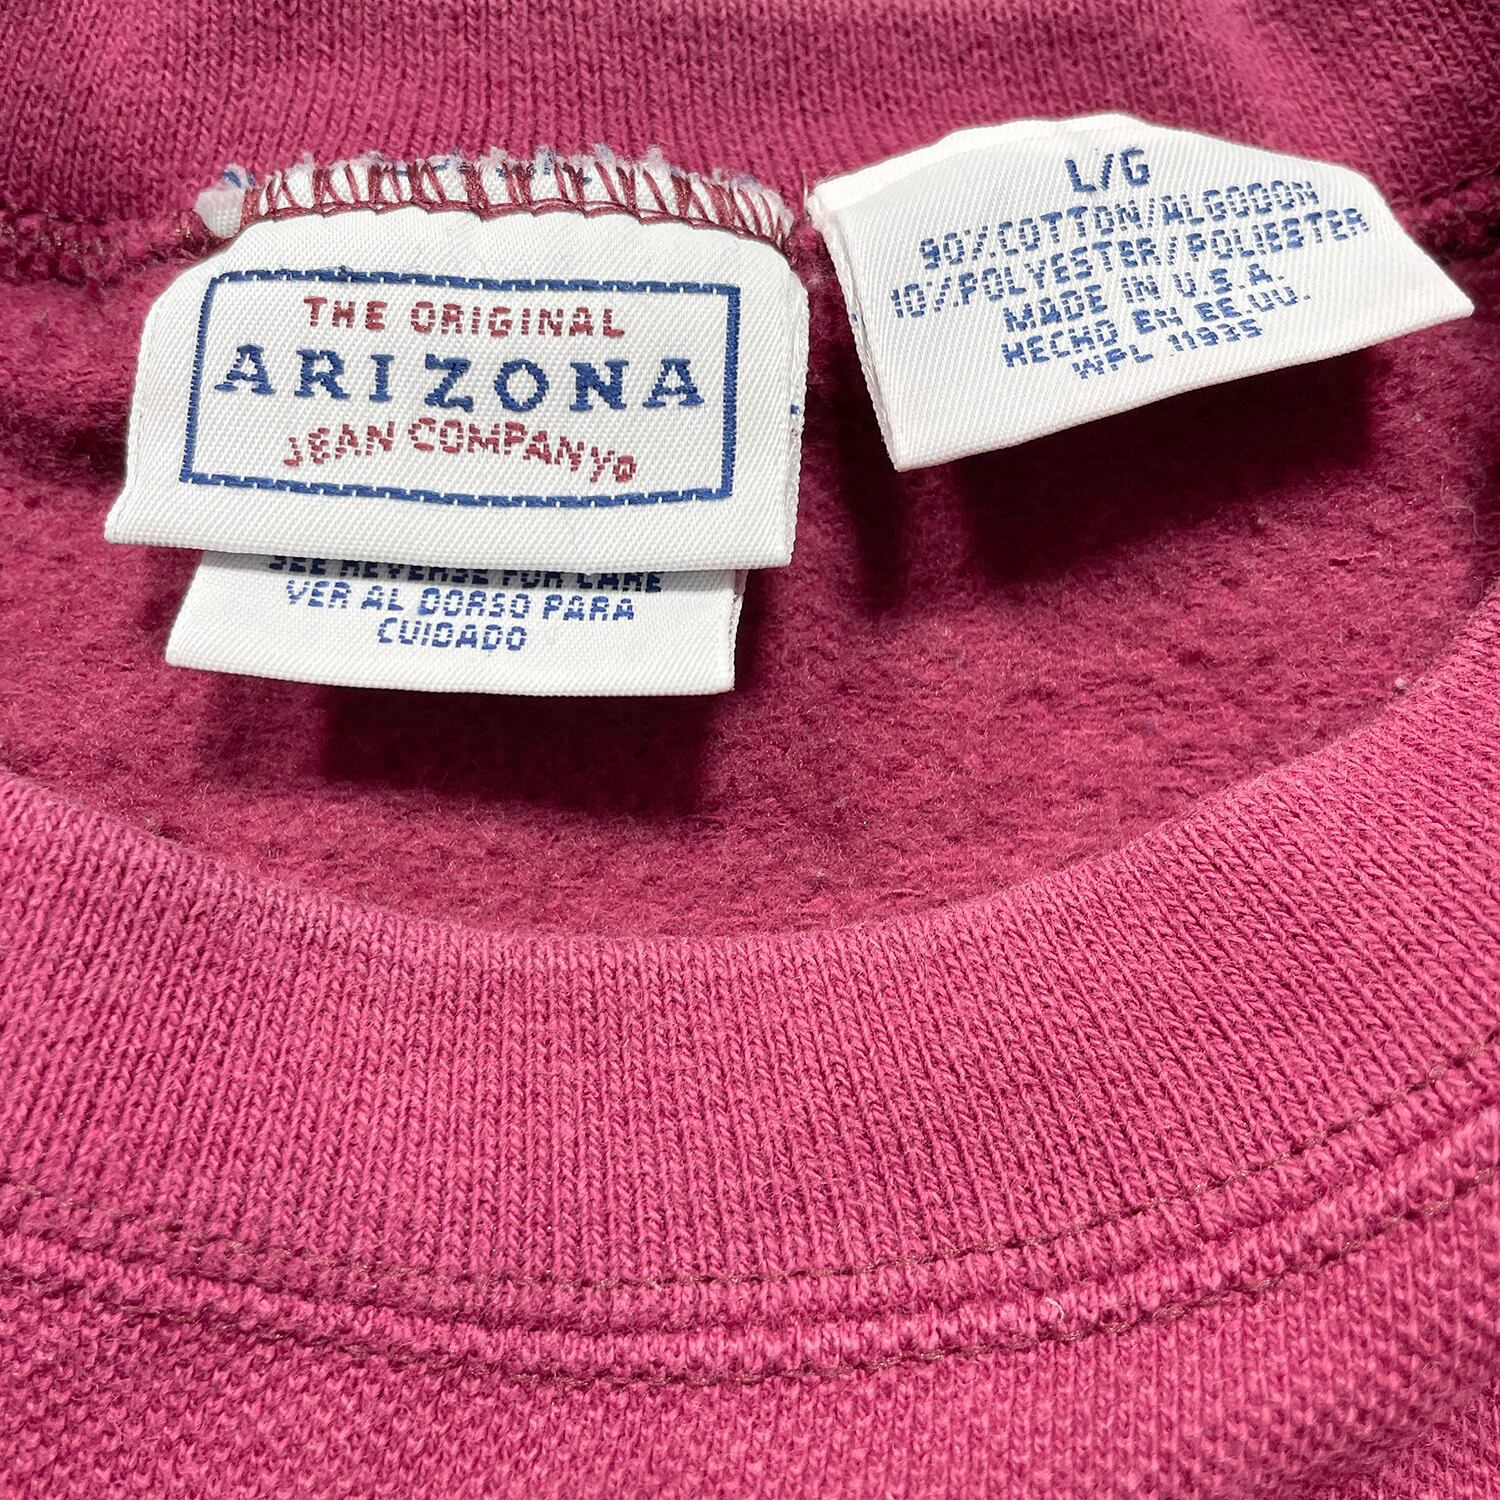 THE ORIGINAL
ARIZONA
JEAN COMPANY®
SEE REVERSE FOR CARE
VER AL DORSO PARA
CUIDADO
L/G
90%COTTON/ALGODON
10%POLYESTER/POLIESTER
MADE IN U.S.A.
HECHO EN EE.UU.
WPL 11935